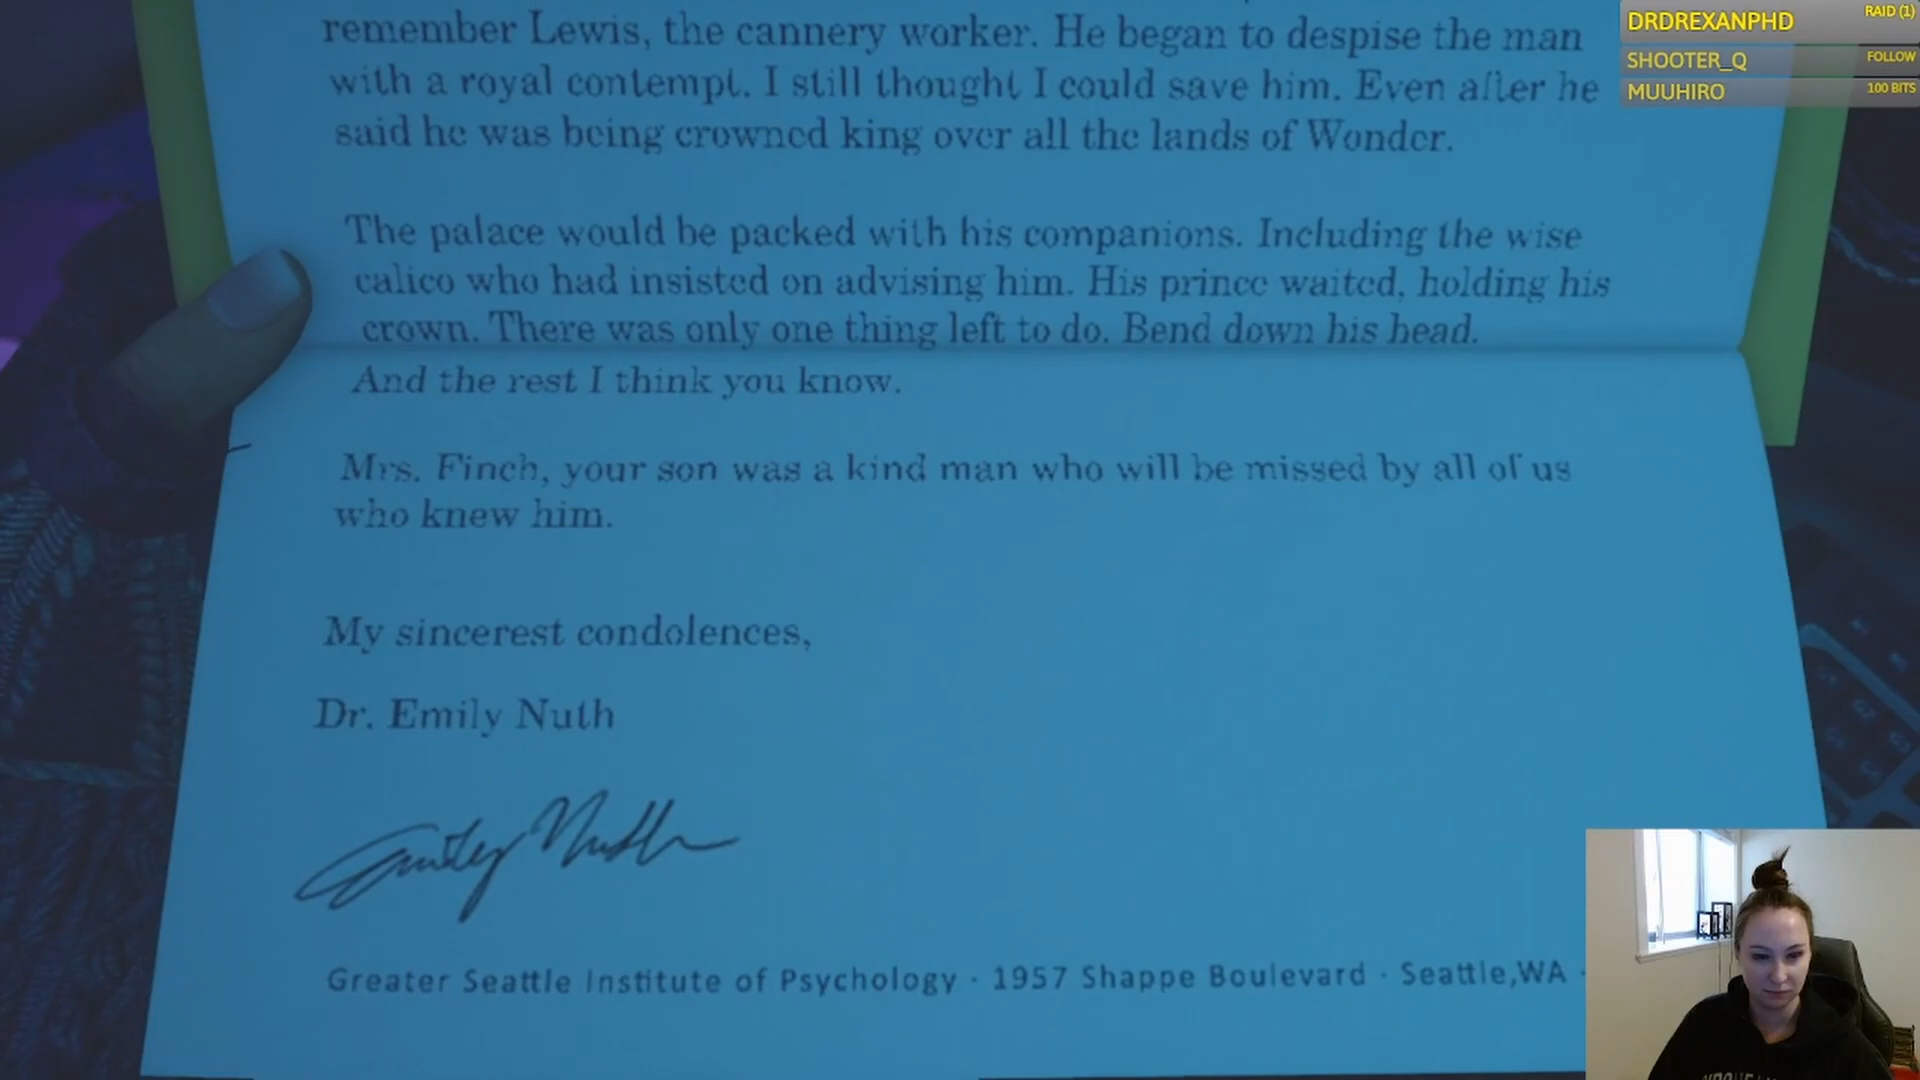 remember Lewis, the cannery worker. He began to despise the man
with a royal contempt. I still thought I could save him. Even after he
said he was being crowned king over all the lands of Wonder.
The palace would be packed with his companions. Including the wise
calico who had insisted on advising him. His prince waited, holding his
crown. There was only one thing left to do. Bend down his head.
And the rest I think you know.
Mrs. Finch, your son was a kind man who will be missed by all of us
who knew him.
My sincerest condolences,
Dr. Emily Nuth
Emily Nuth
Greater Seattle Institute of Psychology · 1957 Shappe Boulevard · Seattle,WA ·
DRDREXANPHD RAID (1)
SHOOTER_Q FOLLOW
MUUHIRO 100 BITS